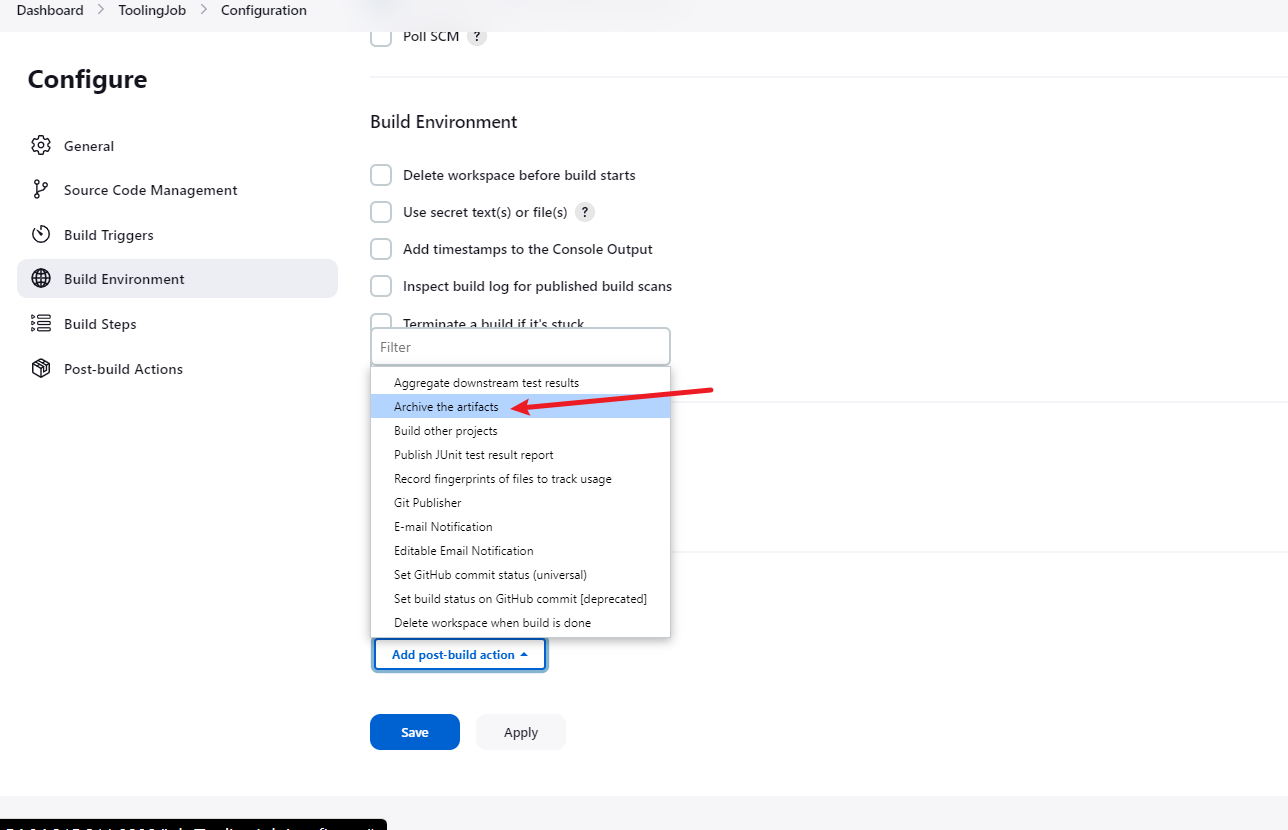 Dashboard > ToolingJob > Configuration
Poll SCM ?
Configure
General
Source Code Management
Build Triggers
Build Environment
Build Steps
Post-build Actions
Build Environment
Delete workspace before build starts
Use secret text(s) or file(s) ?
Add timestamps to the Console Output
Inspect build log for published build scans
Terminate a build if it's stuck
Filter
Aggregate downstream test results
Archive the artifacts
Build other projects
Publish JUnit test result report
Record fingerprints of files to track usage
Git Publisher
E-mail Notification
Editable Email Notification
Set GitHub commit status (universal)
Set build status on GitHub commit [deprecated]
Delete workspace when build is done
Add post-build action
Save
Apply